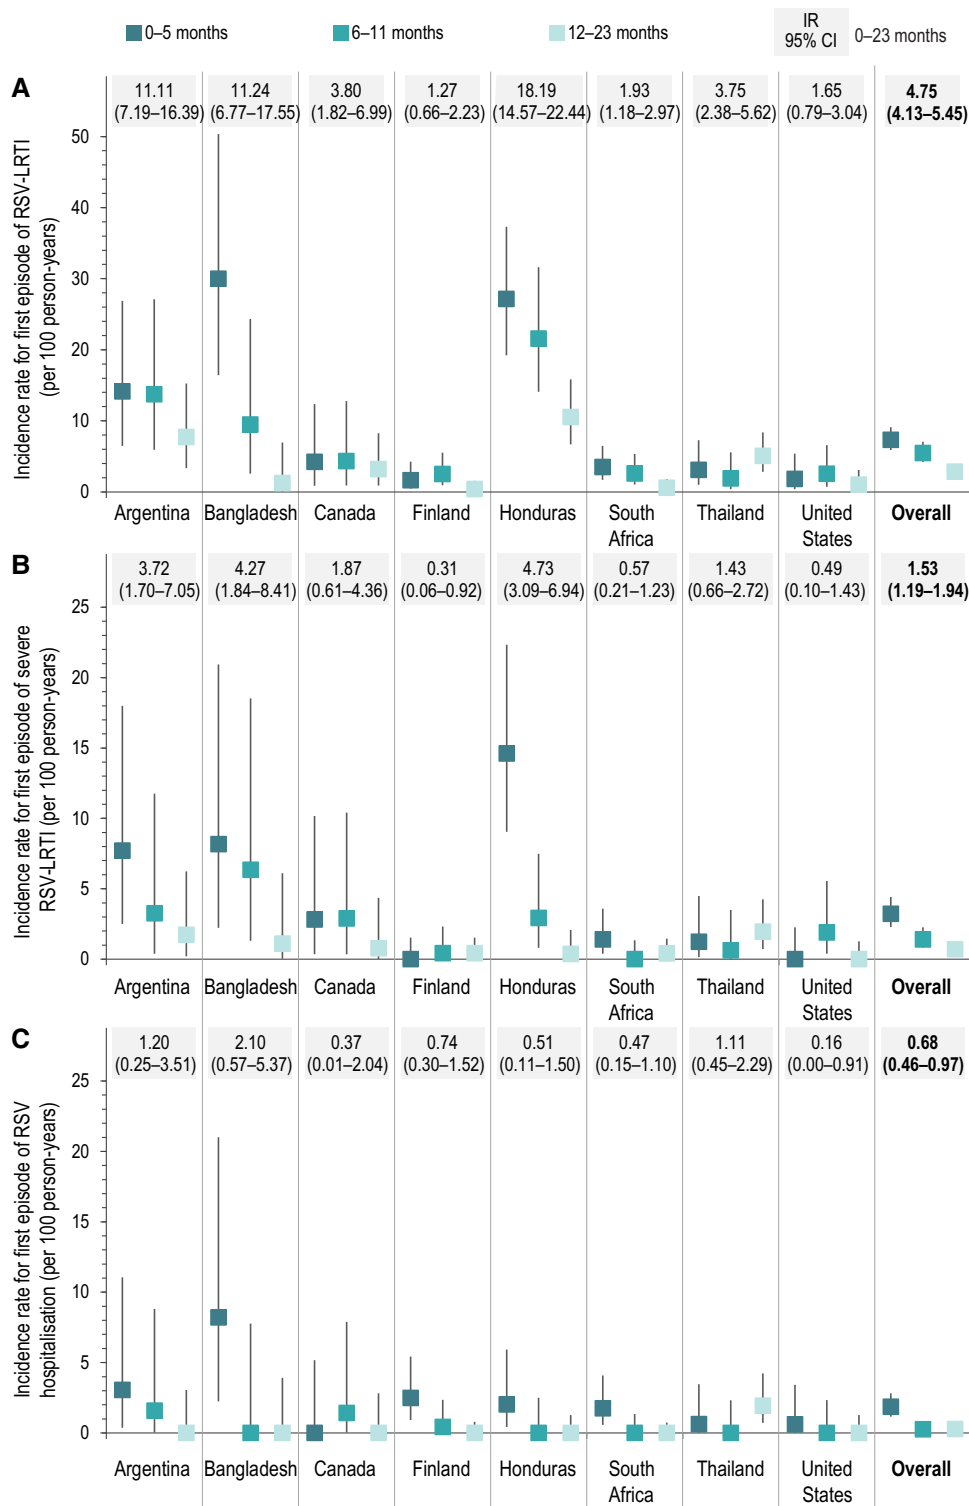 0–5 months
6–11 months
12–23 months
IR
95% CI
0–23 months
A
11.11 11.24 3.80 1.27 18.19 1.93 3.75 1.65 4.75
(7.19–16.39) (6.77–17.55) (1.82–6.99) (0.66–2.23) (14.57–22.44) (1.18–2.97) (2.38–5.62) (0.79–3.04) (4.13–5.45)
Incidence rate for first episode of RSV-LRTI
(per 100 person-years)
50
40
30
20
10
0
Argentina Bangladesh Canada Finland Honduras South Thailand United Overall
Africa States
B
3.72 4.27 1.87 0.31 4.73 0.57 1.43 0.49 1.53
(1.70–7.05) (1.84–8.41) (0.61–4.36) (0.06–0.92) (3.09–6.94) (0.21–1.23) (0.66–2.72) (0.10–1.43) (1.19–1.94)
Incidence rate for first episode of severe
RSV-LRTI (per 100 person-years)
25
20
15
10
5
0
Argentina Bangladesh Canada Finland Honduras South Thailand United Overall
Africa States
C
1.20 2.10 0.37 0.74 0.51 0.47 1.11 0.16 0.68
(0.25–3.51) (0.57–5.37) (0.01–2.04) (0.30–1.52) (0.11–1.50) (0.15–1.10) (0.45–2.29) (0.00–0.91) (0.46–0.97)
Incidence rate for first episode of RSV
hospitalisation (per 100 person-years)
25
20
15
10
5
0
Argentina Bangladesh Canada Finland Honduras South Thailand United Overall
Africa States